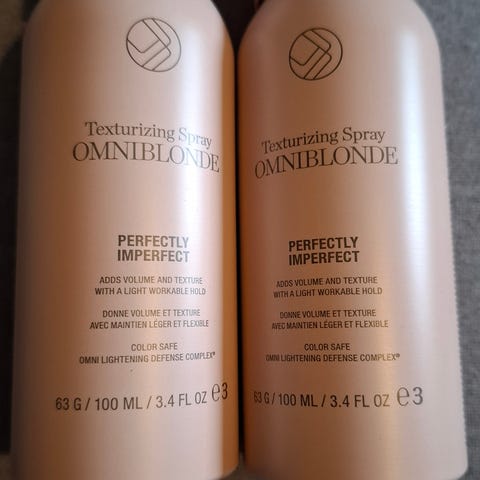 Texturizing Spray
OMNIBLONDE
PERFECTLY
IMPERFECT
ADDS VOLUME AND TEXTURE
WITH A LIGHT WORKABLE HOLD
DONNE VOLUME ET TEXTURE
AVEC MAINTIEN LÉGER ET FLEXIBLE
COLOR SAFE
OMNI LIGHTENING DEFENSE COMPLEX®
63 G / 100 ML / 3.4 FL OZ e3
Texturizing Spray
OMNIBLONDE
PERFECTLY
IMPERFECT
ADDS VOLUME AND TEXTURE
WITH A LIGHT WORKABLE HOLD
DONNE VOLUME ET TEXTURE
AVEC MAINTIEN LÉGER ET FLEXIBLE
COLOR SAFE
OMNI LIGHTENING DEFENSE COMPLEX®
63 G / 100 ML / 3.4 FL OZ e3